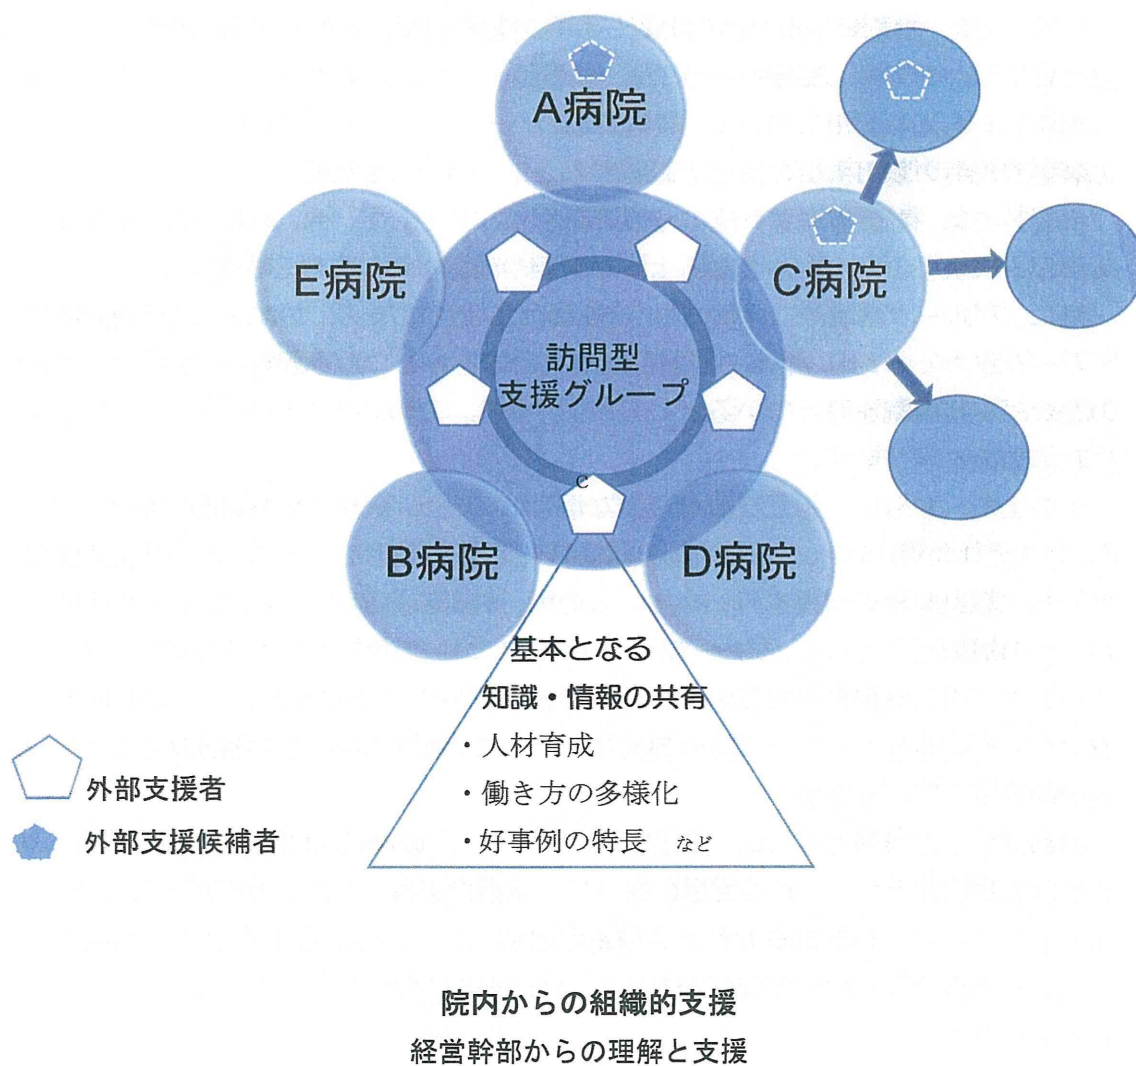 A病院
E病院
C病院
訪問型
支援グループ
C
B病院
D病院
基本となる
知識・情報の共有
・人材育成
・働き方の多様化
・好事例の特長 など
外部支援者
外部支援候補者
院内からの組織的支援
経営幹部からの理解と支援